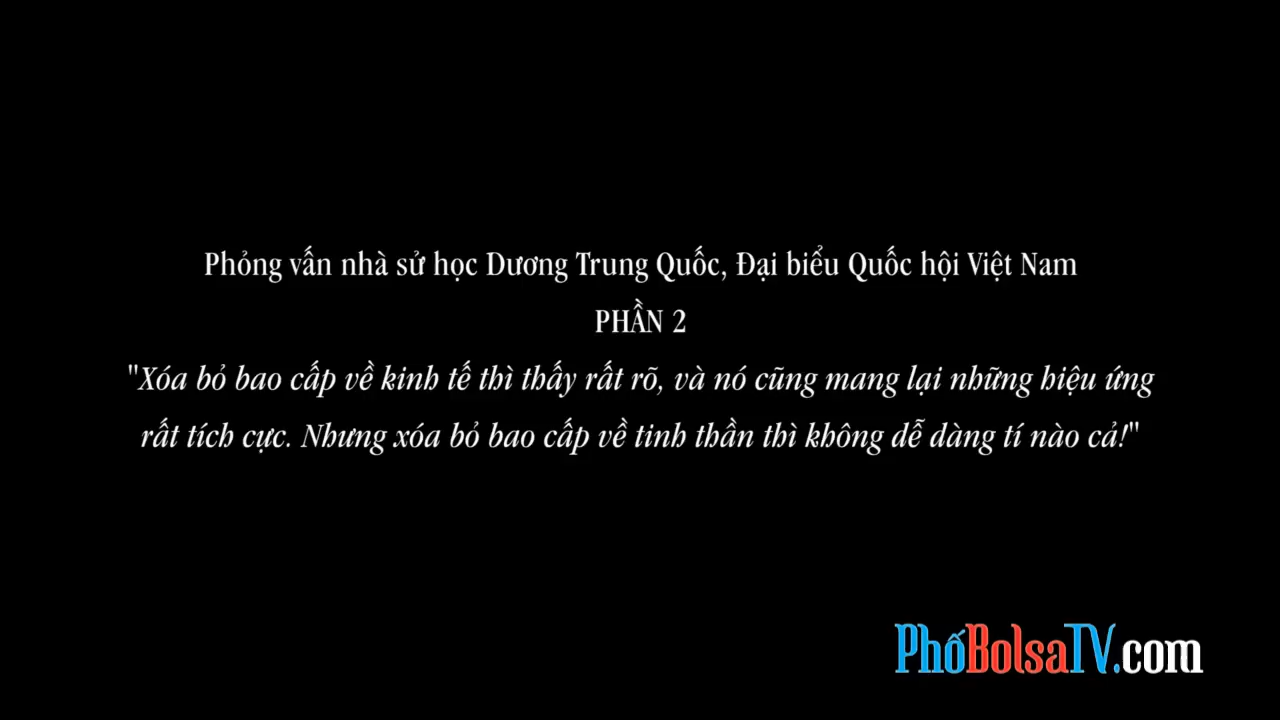 Phỏng vấn nhà sử học Dương Trung Quốc, Đại biểu Quốc hội Việt Nam
PHẦN 2
"Xóa bỏ bao cấp về kinh tế thì thấy rất rõ, và nó cũng mang lại những hiệu ứng
rất tích cực. Nhưng xóa bỏ bao cấp về tinh thần thì không dễ dàng tí nào cả!"
PhốBolsaTV.com